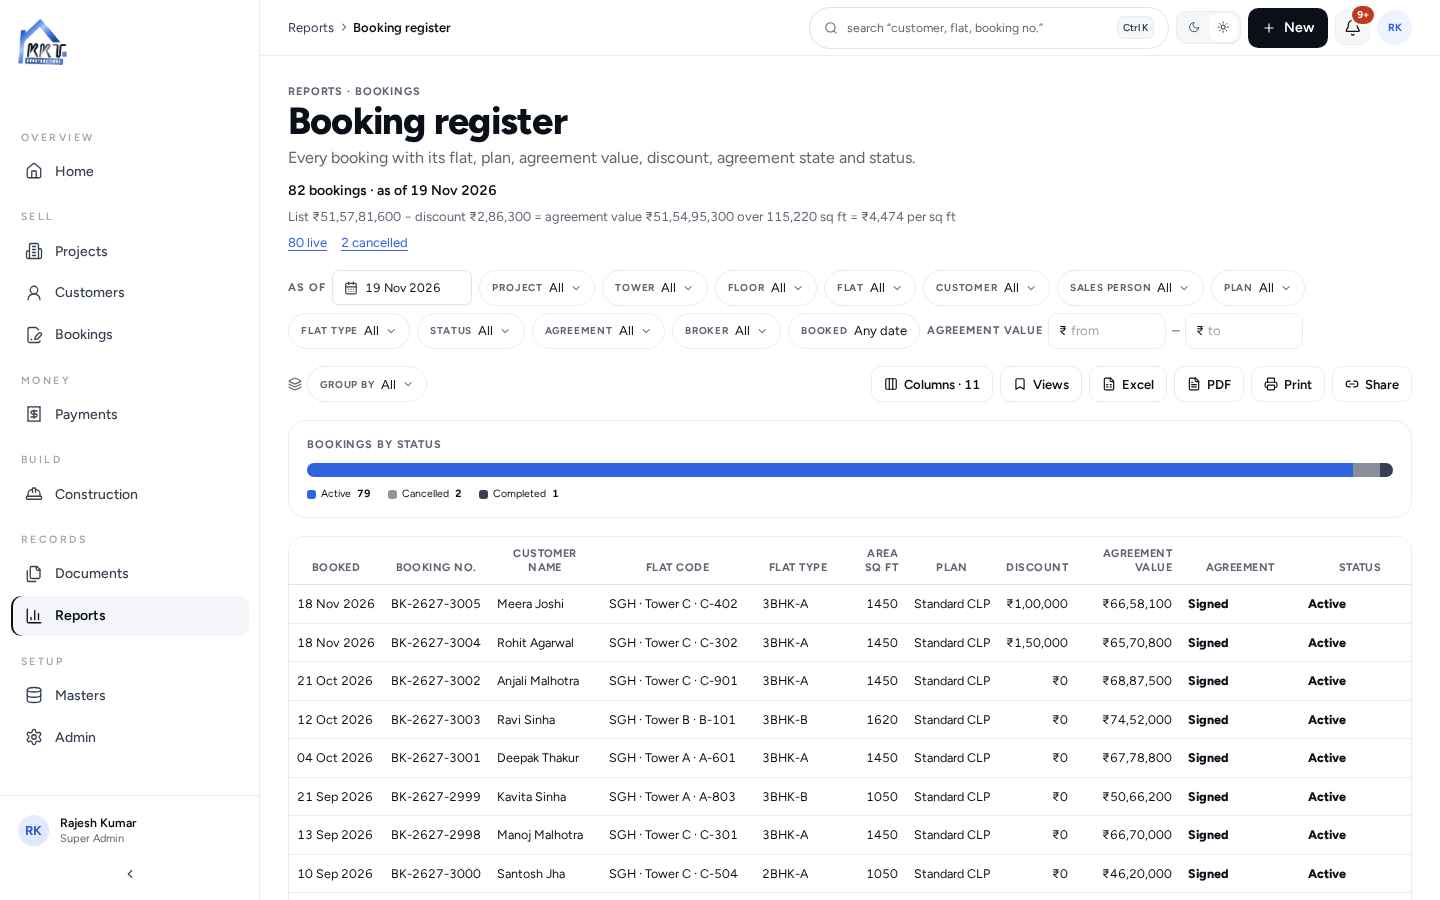 RKT
CONSTRUCTIONS
Reports > Booking register
search “customer, flat, booking no.”
Ctrl K
New
9+
RK
OVERVIEW
Home
SELL
Projects
Customers
Bookings
MONEY
Payments
BUILD
Construction
RECORDS
Documents
Reports
SETUP
Masters
Admin
RK
Rajesh Kumar
Super Admin
REPORTS · BOOKINGS
Booking register
Every booking with its flat, plan, agreement value, discount, agreement state and status.
82 bookings · as of 19 Nov 2026
List ₹51,57,81,600 − discount ₹2,86,300 = agreement value ₹51,54,95,300 over 115,220 sq ft = ₹4,474 per sq ft
80 live 2 cancelled
AS OF 19 Nov 2026 PROJECT All TOWER All FLOOR All FLAT All CUSTOMER All SALES PERSON All PLAN All
FLAT TYPE All STATUS All AGREEMENT All BROKER All BOOKED Any date AGREEMENT VALUE ₹ from – ₹ to
GROUP BY All Columns · 11 Views Excel PDF Print Share
BOOKINGS BY STATUS
Active 79 Cancelled 2 Completed 1
BOOKED BOOKING NO. CUSTOMER NAME FLAT CODE FLAT TYPE AREA SQ FT PLAN DISCOUNT AGREEMENT VALUE AGREEMENT STATUS
18 Nov 2026 BK-2627-3005 Meera Joshi SGH · Tower C · C-402 3BHK-A 1450 Standard CLP ₹1,00,000 ₹66,58,100 Signed Active
18 Nov 2026 BK-2627-3004 Rohit Agarwal SGH · Tower C · C-302 3BHK-A 1450 Standard CLP ₹1,50,000 ₹65,70,800 Signed Active
21 Oct 2026 BK-2627-3002 Anjali Malhotra SGH · Tower C · C-901 3BHK-A 1450 Standard CLP ₹0 ₹68,87,500 Signed Active
12 Oct 2026 BK-2627-3003 Ravi Sinha SGH · Tower B · B-101 3BHK-B 1620 Standard CLP ₹0 ₹74,52,000 Signed Active
04 Oct 2026 BK-2627-3001 Deepak Thakur SGH · Tower A · A-601 3BHK-A 1450 Standard CLP ₹0 ₹67,78,800 Signed Active
21 Sep 2026 BK-2627-2999 Kavita Sinha SGH · Tower A · A-803 3BHK-B 1050 Standard CLP ₹0 ₹50,66,200 Signed Active
13 Sep 2026 BK-2627-2998 Manoj Malhotra SGH · Tower C · C-301 3BHK-A 1450 Standard CLP ₹0 ₹66,70,000 Signed Active
10 Sep 2026 BK-2627-3000 Santosh Jha SGH · Tower C · C-504 2BHK-A 1050 Standard CLP ₹0 ₹46,20,000 Signed Active